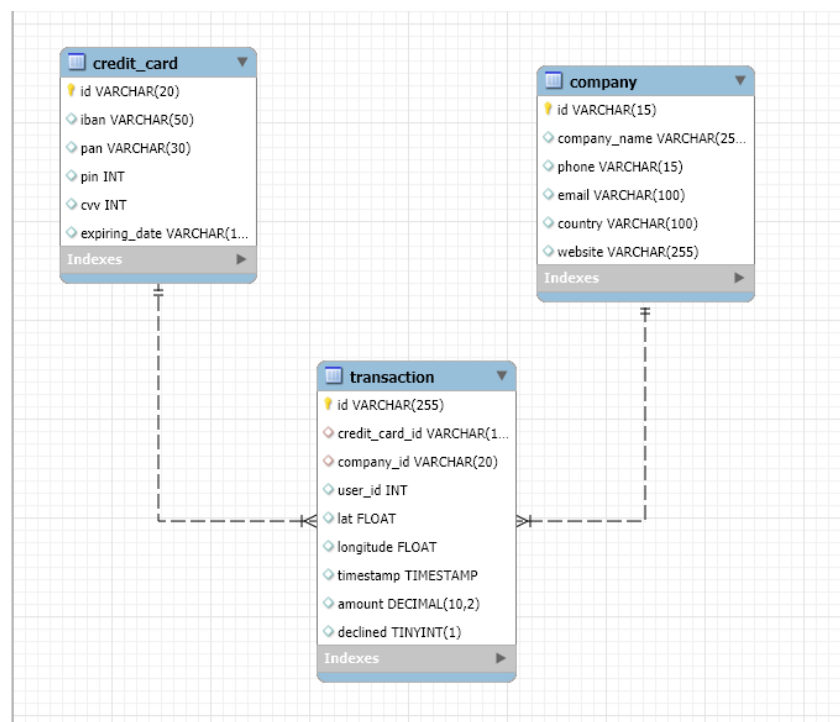 credit_card
id VARCHAR(20)
iban VARCHAR(50)
pan VARCHAR(30)
pin INT
cvv INT
expiring_date VARCHAR(1...
Indexes
company
id VARCHAR(15)
company_name VARCHAR(25...
phone VARCHAR(15)
email VARCHAR(100)
country VARCHAR(100)
website VARCHAR(255)
Indexes
transaction
id VARCHAR(255)
credit_card_id VARCHAR(1...
company_id VARCHAR(20)
user_id INT
lat FLOAT
longitude FLOAT
timestamp TIMESTAMP
amount DECIMAL(10,2)
declined TINYINT(1)
Indexes